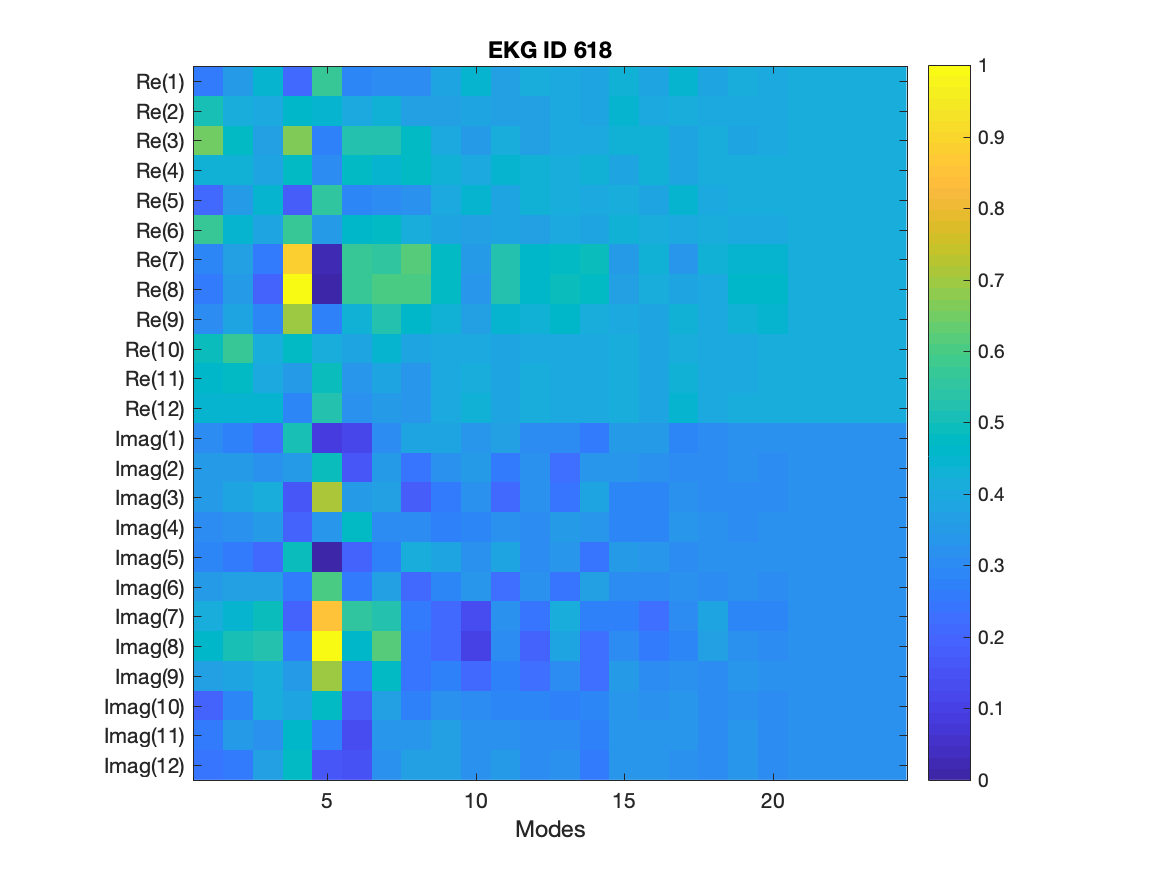 EKG ID 618
Re(1)
Re(2)
Re(3)
Re(4)
Re(5)
Re(6)
Re(7)
Re(8)
Re(9)
Re(10)
Re(11)
Re(12)
Imag(1)
Imag(2)
Imag(3)
Imag(4)
Imag(5)
Imag(6)
Imag(7)
Imag(8)
Imag(9)
Imag(10)
Imag(11)
Imag(12)
5 10 15 20
Modes
1
0.9
0.8
0.7
0.6
0.5
0.4
0.3
0.2
0.1
0